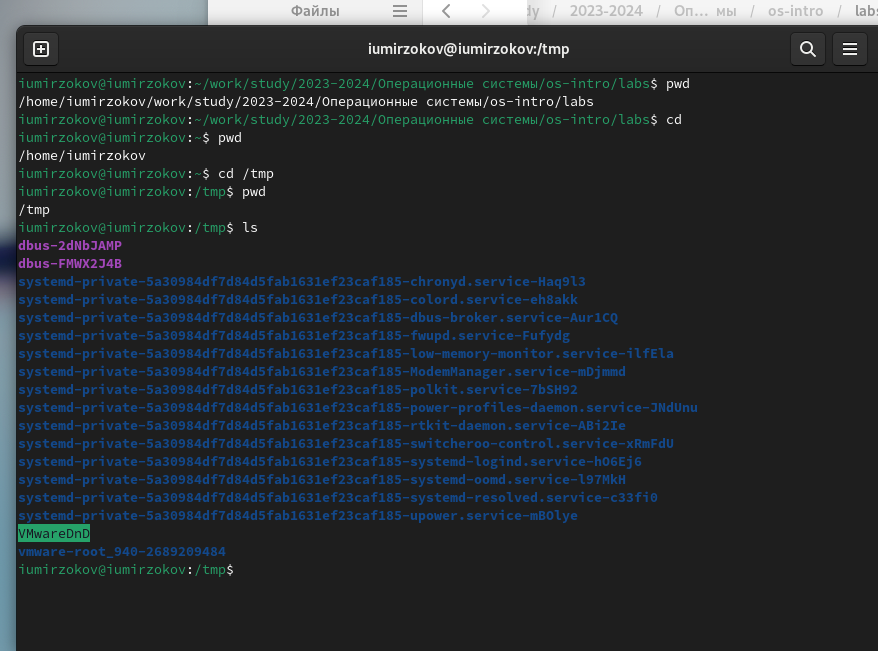 Файлы
dy / 2023-2024 / Оп… мы / os-intro / labs
iumirzokov@iumirzokov:/tmp
iumirzokov@iumirzokov:~/work/study/2023-2024/Операционные системы/os-intro/labs$ pwd
/home/iumirzokov/work/study/2023-2024/Операционные системы/os-intro/labs
iumirzokov@iumirzokov:~/work/study/2023-2024/Операционные системы/os-intro/labs$ cd
iumirzokov@iumirzokov:~$ pwd
/home/iumirzokov
iumirzokov@iumirzokov:~$ cd /tmp
iumirzokov@iumirzokov:/tmp$ pwd
/tmp
iumirzokov@iumirzokov:/tmp$ ls
dbus-2dNbJAMP
dbus-FMWX2J4B
systemd-private-5a30984df7d84d5fab1631ef23caf185-chronyd.service-Haq9l3
systemd-private-5a30984df7d84d5fab1631ef23caf185-colord.service-eh8akk
systemd-private-5a30984df7d84d5fab1631ef23caf185-dbus-broker.service-Aur1CQ
systemd-private-5a30984df7d84d5fab1631ef23caf185-fwupd.service-Fufydg
systemd-private-5a30984df7d84d5fab1631ef23caf185-low-memory-monitor.service-ilfEla
systemd-private-5a30984df7d84d5fab1631ef23caf185-ModemManager.service-mDjmmd
systemd-private-5a30984df7d84d5fab1631ef23caf185-polkit.service-7bSH92
systemd-private-5a30984df7d84d5fab1631ef23caf185-power-profiles-daemon.service-JNdUnu
systemd-private-5a30984df7d84d5fab1631ef23caf185-rtkit-daemon.service-ABi2Ie
systemd-private-5a30984df7d84d5fab1631ef23caf185-switcheroo-control.service-xRmFdU
systemd-private-5a30984df7d84d5fab1631ef23caf185-systemd-logind.service-hO6Ej6
systemd-private-5a30984df7d84d5fab1631ef23caf185-systemd-oomd.service-l97MkH
systemd-private-5a30984df7d84d5fab1631ef23caf185-systemd-resolved.service-c33fi0
systemd-private-5a30984df7d84d5fab1631ef23caf185-upower.service-mBOlye
VMwareDnD
vmware-root_940-2689209484
iumirzokov@iumirzokov:/tmp$